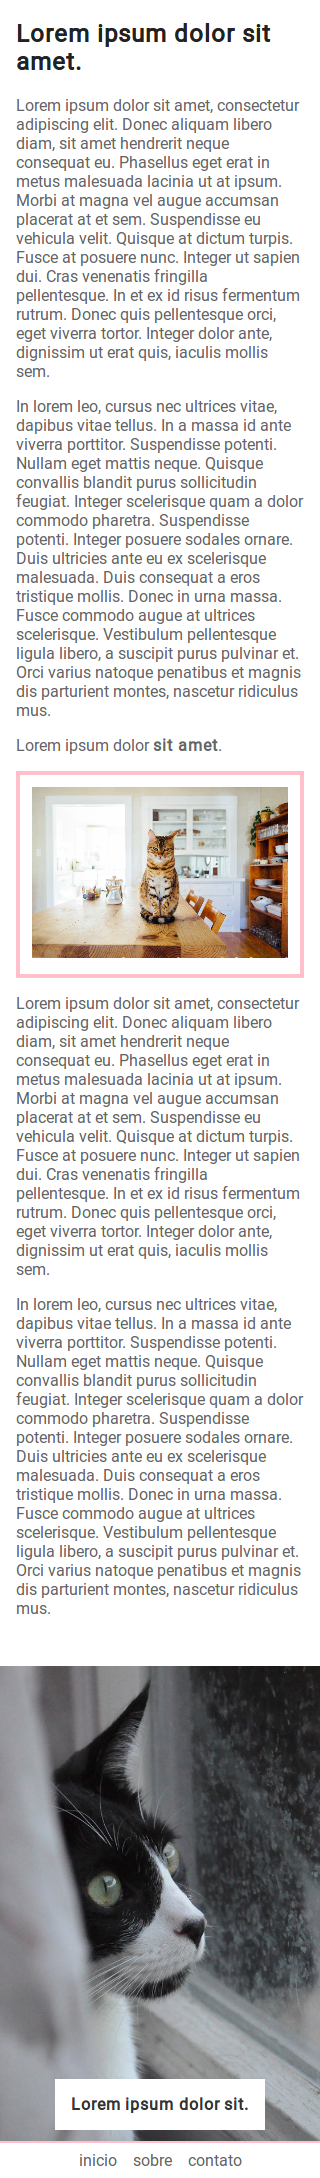 Lorem ipsum dolor sit
amet.
Lorem ipsum dolor sit amet, consectetur
adipiscing elit. Donec aliquam libero
diam, sit amet hendrerit neque
consequat eu. Phasellus eget erat in
metus malesuada lacinia ut at ipsum.
Morbi at magna vel augue accumsan
placerat at et sem. Suspendisse eu
vehicula velit. Quisque at dictum turpis.
Fusce at posuere nunc. Integer ut sapien
dui. Cras venenatis fringilla
pellentesque. In et ex id risus fermentum
rutrum. Donec quis pellentesque orci,
eget viverra tortor. Integer dolor ante,
dignissim ut erat quis, iaculis mollis
sem.
In lorem leo, cursus nec ultrices vitae,
dapibus vitae tellus. In a massa id ante
viverra porttitor. Suspendisse potenti.
Nullam eget mattis neque. Quisque
convallis blandit purus sollicitudin
feugiat. Integer scelerisque quam a dolor
commodo pharetra. Suspendisse
potenti. Integer posuere sodales ornare.
Duis ultricies ante eu ex scelerisque
malesuada. Duis consequat a eros
tristique mollis. Donec in urna massa.
Fusce commodo augue at ultrices
scelerisque. Vestibulum pellentesque
ligula libero, a suscipit purus pulvinar et.
Orci varius natoque penatibus et magnis
dis parturient montes, nascetur ridiculus
mus.
Lorem ipsum dolor sit amet.
Lorem ipsum dolor sit amet, consectetur
adipiscing elit. Donec aliquam libero
diam, sit amet hendrerit neque
consequat eu. Phasellus eget erat in
metus malesuada lacinia ut at ipsum.
Morbi at magna vel augue accumsan
placerat at et sem. Suspendisse eu
vehicula velit. Quisque at dictum turpis.
Fusce at posuere nunc. Integer ut sapien
dui. Cras venenatis fringilla
pellentesque. In et ex id risus fermentum
rutrum. Donec quis pellentesque orci,
eget viverra tortor. Integer dolor ante,
dignissim ut erat quis, iaculis mollis
sem.
In lorem leo, cursus nec ultrices vitae,
dapibus vitae tellus. In a massa id ante
viverra porttitor. Suspendisse potenti.
Nullam eget mattis neque. Quisque
convallis blandit purus sollicitudin
feugiat. Integer scelerisque quam a dolor
commodo pharetra. Suspendisse
potenti. Integer posuere sodales ornare.
Duis ultricies ante eu ex scelerisque
malesuada. Duis consequat a eros
tristique mollis. Donec in urna massa.
Fusce commodo augue at ultrices
scelerisque. Vestibulum pellentesque
ligula libero, a suscipit purus pulvinar et.
Orci varius natoque penatibus et magnis
dis parturient montes, nascetur ridiculus
mus.
Lorem ipsum dolor sit.
inicio sobre contato